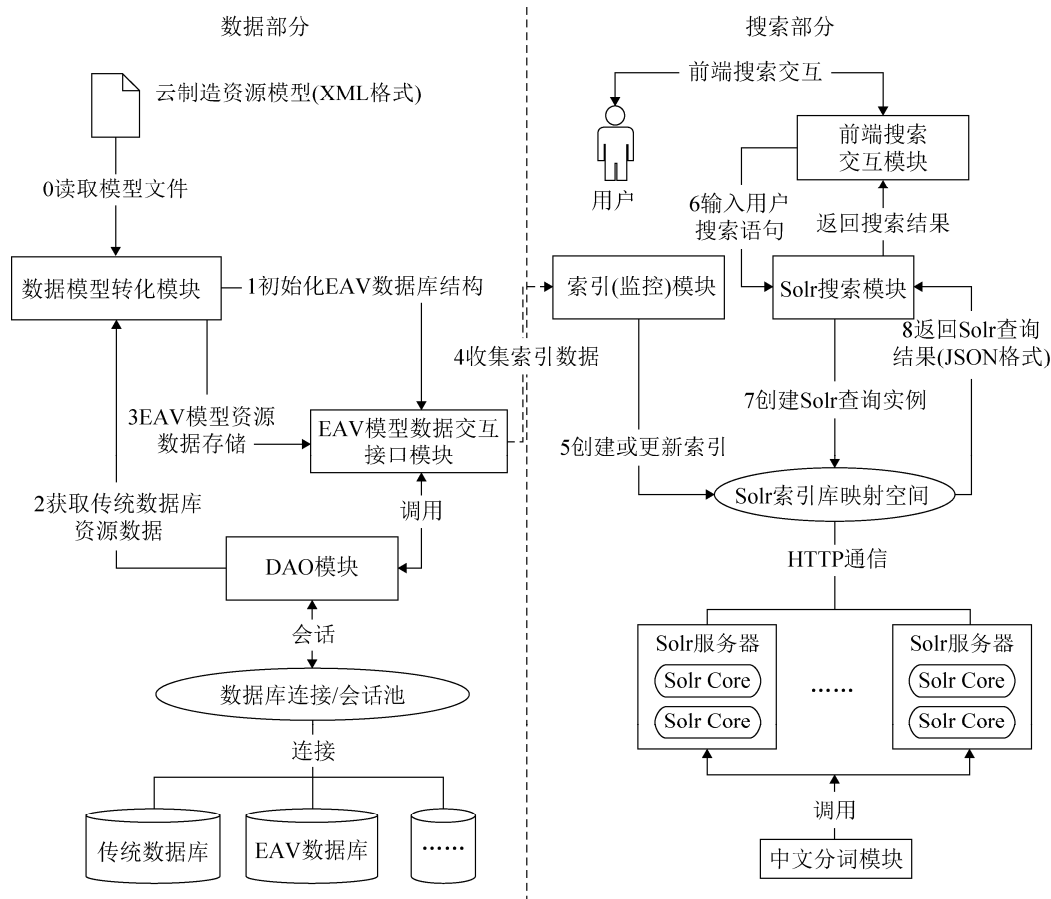 数据部分
云制造资源模型(XML格式)
0读取模型文件
数据模型转化模块
1初始化EAV数据库结构
3EAV模型资源
数据存储
EAV模型数据交互
接口模块
2获取传统数据库
资源数据
调用
DAO模块
会话
数据库连接/会话池
连接
传统数据库
EAV数据库
……
4收集索引数据
搜索部分
前端搜索交互
用户
前端搜索
交互模块
6输入用户
搜索语句
返回搜索结果
索引(监控)模块
Solr搜索模块
8返回Solr查询
结果(JSON格式)
7创建Solr查询实例
5创建或更新索引
Solr索引库映射空间
HTTP通信
Solr服务器
Solr Core
Solr Core
……
Solr服务器
Solr Core
Solr Core
调用
中文分词模块